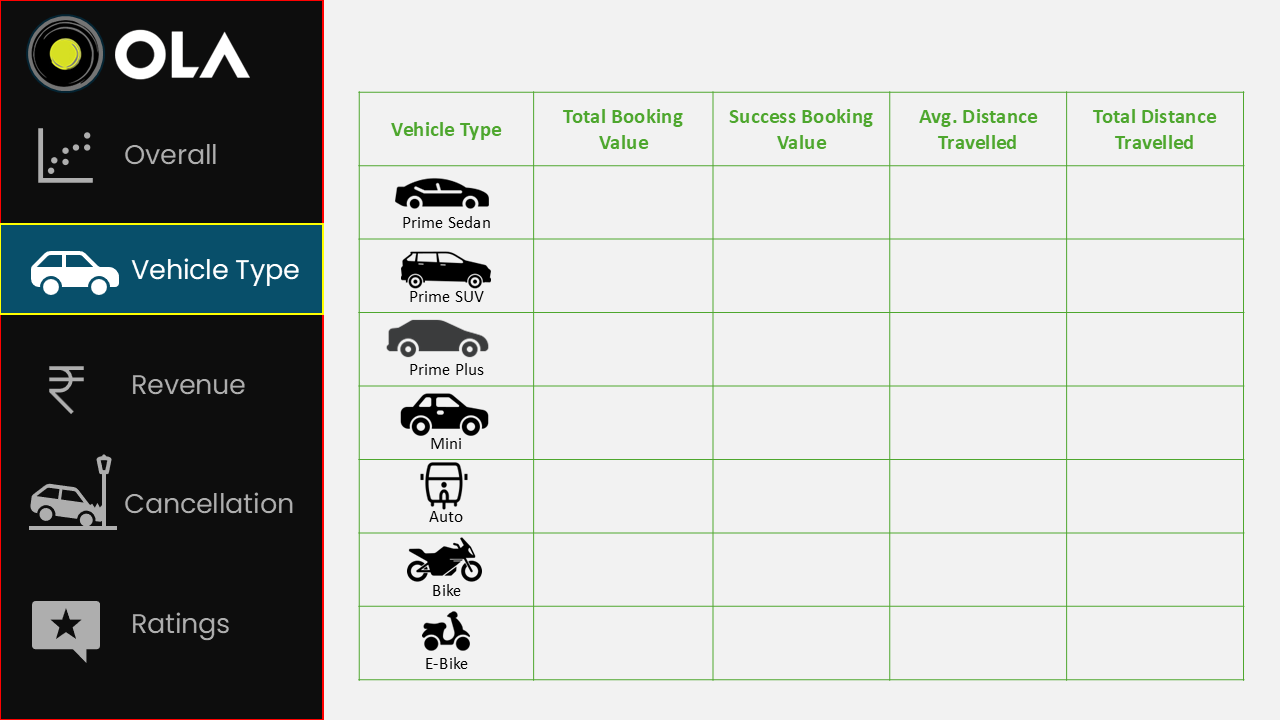 OLA
Overall
Vehicle Type
Revenue
Cancellation
Ratings
Vehicle Type
Total Booking
Value
Success Booking
Value
Avg. Distance
Travelled
Total Distance
Travelled
Prime Sedan
Prime SUV
Prime Plus
Mini
Auto
Bike
E-Bike